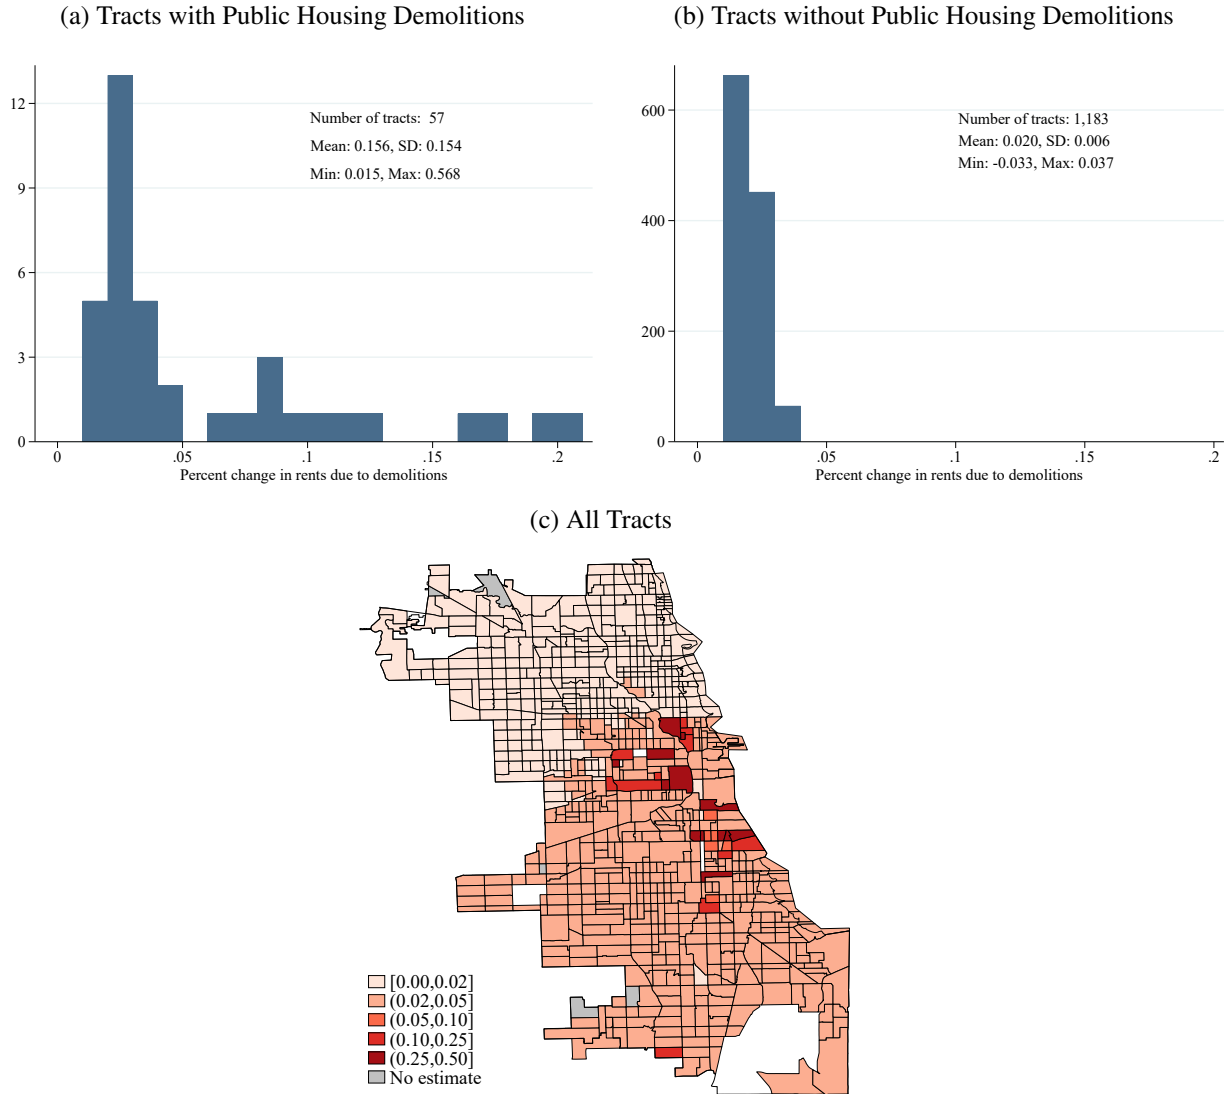 (a) Tracts with Public Housing Demolitions
12
9
6
3
0
Number of tracts: 57
Mean: 0.156, SD: 0.154
Min: 0.015, Max: 0.568
0 .05 .1 .15 .2
Percent change in rents due to demolitions
(b) Tracts without Public Housing Demolitions
600
400
200
0
Number of tracts: 1,183
Mean: 0.020, SD: 0.006
Min: -0.033, Max: 0.037
0 .05 .1 .15 .2
Percent change in rents due to demolitions
(c) All Tracts
[0.00,0.02]
(0.02,0.05]
(0.05,0.10]
(0.10,0.25]
(0.25,0.50]
No estimate